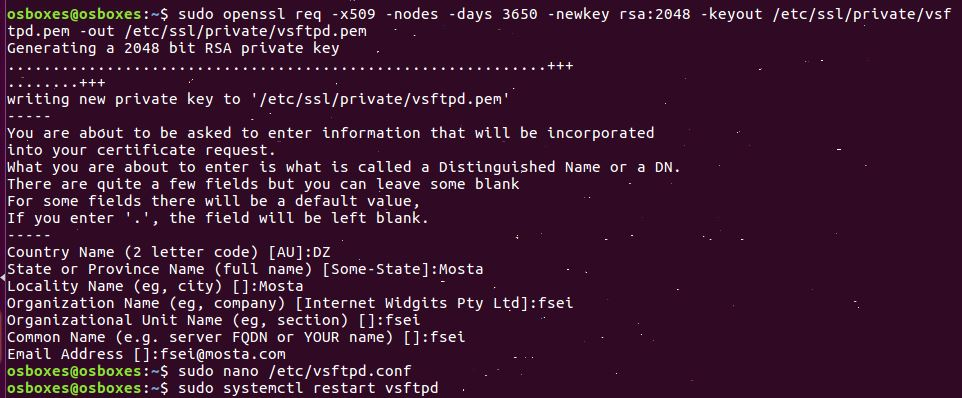 osboxes@osboxes:~$ sudo openssl req -x509 -nodes -days 3650 -newkey rsa:2048 -keyout /etc/ssl/private/vsf
tpd.pem -out /etc/ssl/private/vsftpd.pem
Generating a 2048 bit RSA private key
.............................................................+++
........+++
writing new private key to '/etc/ssl/private/vsftpd.pem'
-----
You are about to be asked to enter information that will be incorporated
into your certificate request.
What you are about to enter is what is called a Distinguished Name or a DN.
There are quite a few fields but you can leave some blank
For some fields there will be a default value,
If you enter '.', the field will be left blank.
-----
Country Name (2 letter code) [AU]:DZ
State or Province Name (full name) [Some-State]:Mosta
Locality Name (eg, city) []:Mosta
Organization Name (eg, company) [Internet Widgits Pty Ltd]:fsei
Organizational Unit Name (eg, section) []:fsei
Common Name (e.g. server FQDN or YOUR name) []:fsei
Email Address []:fsei@mosta.com
osboxes@osboxes:~$ sudo nano /etc/vsftpd.conf
osboxes@osboxes:~$ sudo systemctl restart vsftpd